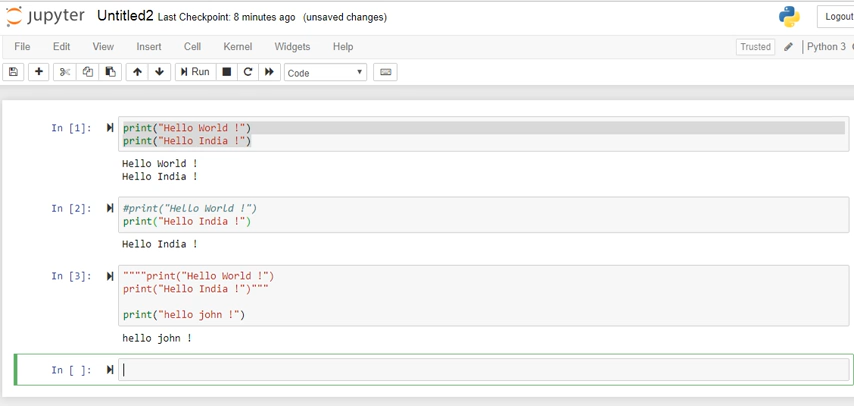 jupyter Untitled2 Last Checkpoint: 8 minutes ago (unsaved changes) Logout
File Edit View Insert Cell Kernel Widgets Help Trusted Python 3
Run Code
In [1]: print("Hello World !")
print("Hello India !")
Hello World !
Hello India !
In [2]: #print("Hello World !")
print("Hello India !")
Hello India !
In [3]: """"print("Hello World !")
print("Hello India !")"""
print("hello john !")
hello john !
In [ ]: